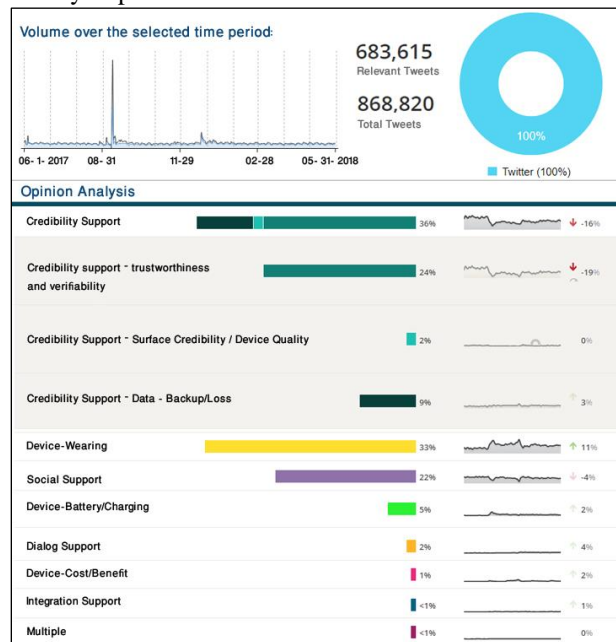 Volume over the selected time period:
683,615
Relevant Tweets
868,820
Total Tweets
100%
06- 1- 2017 08- 31 11-29 02-28 05- 31- 2018
Twitter (100%)
Opinion Analysis
Credibility Support 36% -16%
Credibility support - trustworthiness
and verifiability 24% -19%
Credibility Support - Surface Credibility / Device Quality 2% 0%
Credibility Support - Data - Backup/Loss 9% 3%
Device-Wearing 33% 11%
Social Support 22% -4%
Device-Battery/Charging 5% 2%
Dialog Support 2% 4%
Device-Cost/Benefit 1% 2%
Integration Support <1% 1%
Multiple <1% 0%